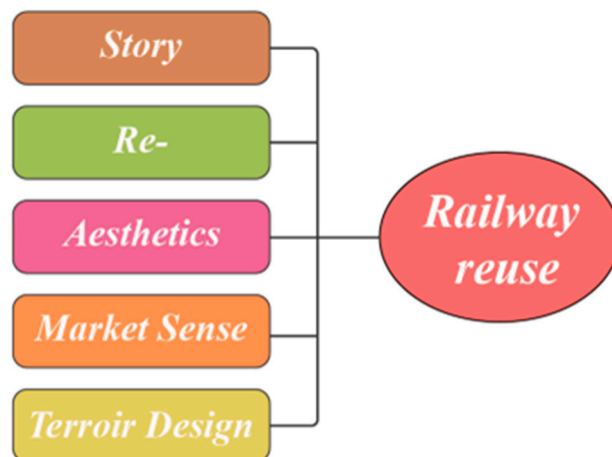 Story
Re-
Aesthetics
Market Sense
Terroir Design
Railway
reuse